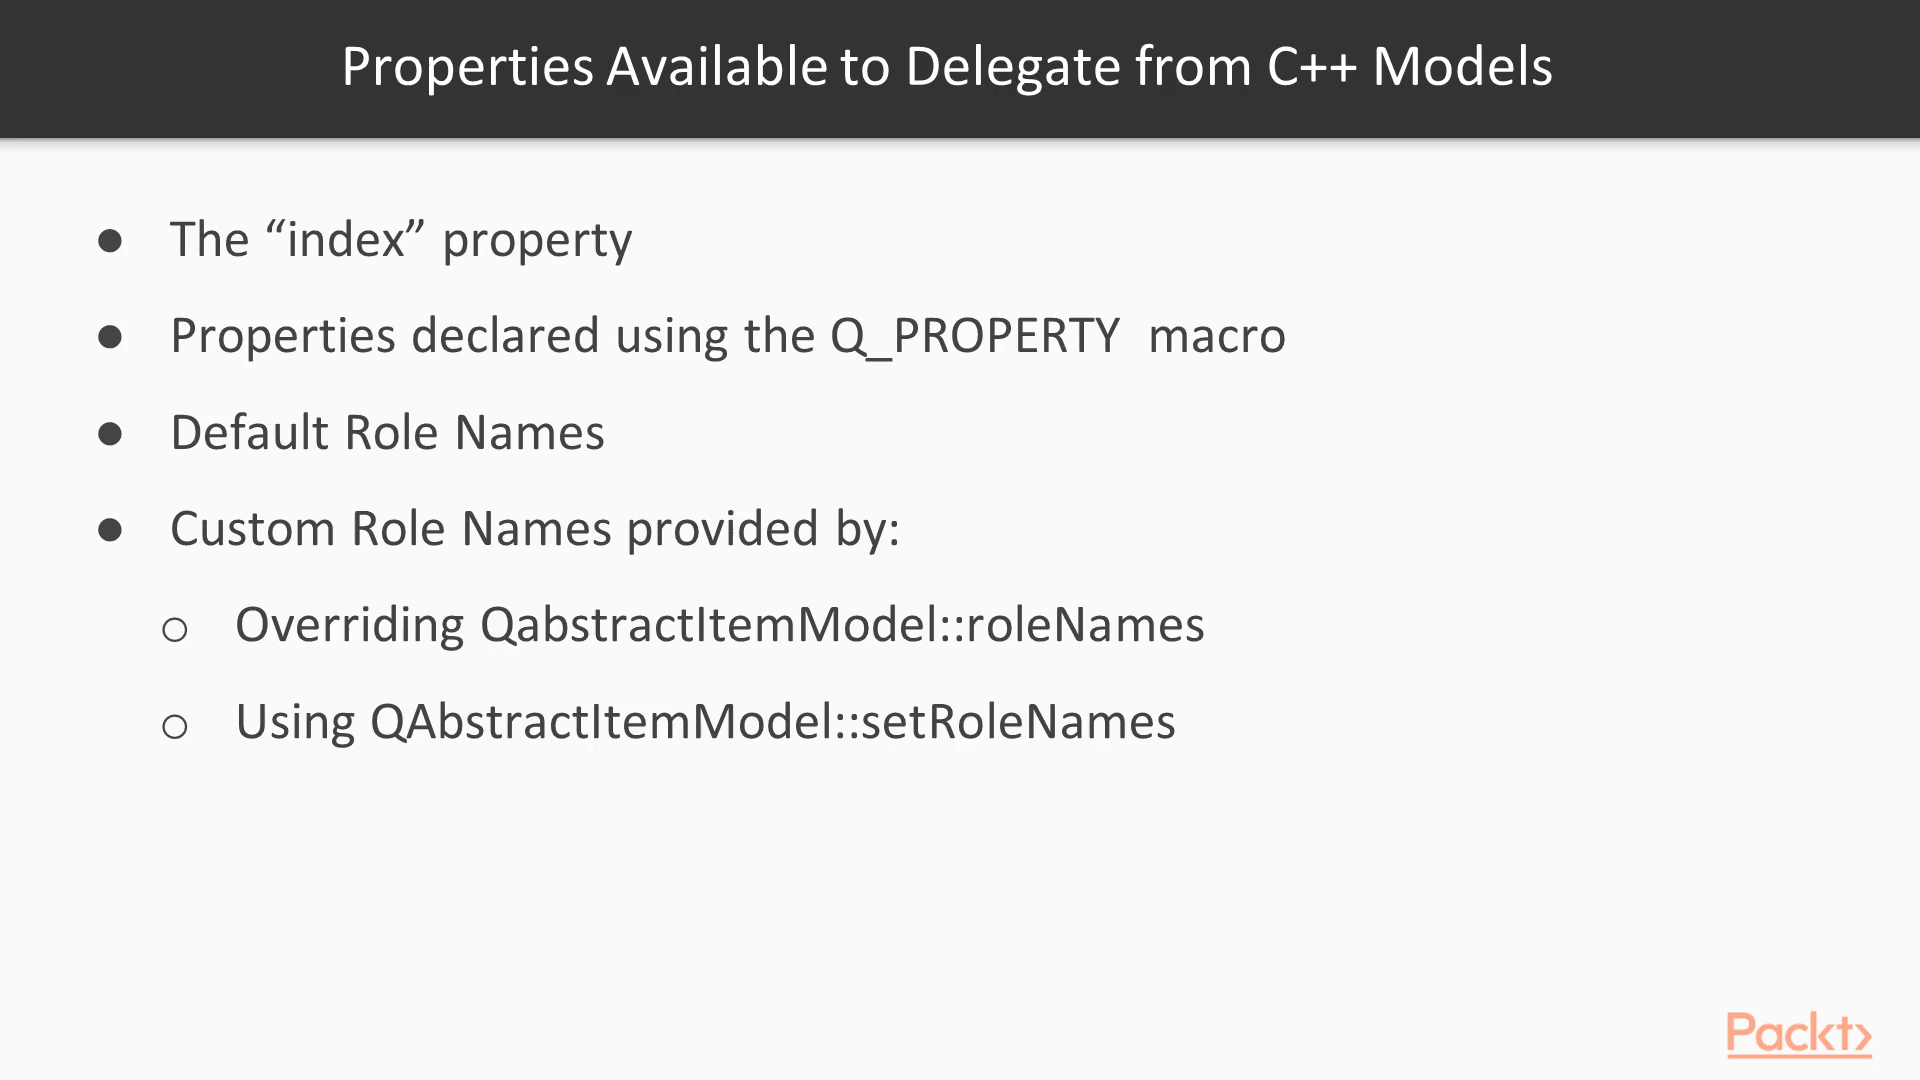 Properties Available to Delegate from C++ Models
● The “index” property
● Properties declared using the Q_PROPERTY macro
● Default Role Names
● Custom Role Names provided by:
○ Overriding QabstractItemModel::roleNames
○ Using QAbstractItemModel::setRoleNames
Packt>